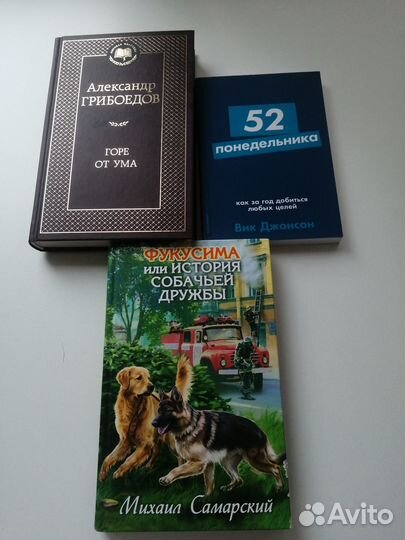 Александр
ГРИБОЕДОВ
ГОРЕ
ОТ УМА
52
понедельника
как за год добиться
любых целей
Вик Джонсон
ФУКУСИМА
или ИСТОРИЯ
СОБАЧЬЕЙ
ДРУЖБЫ
Михаил Самарский
Avito